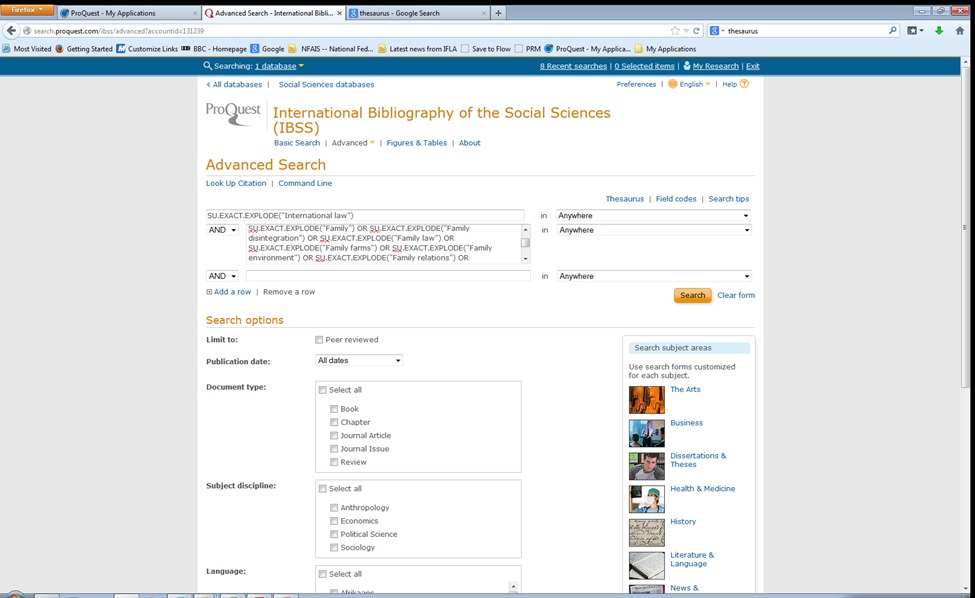 Firefox
ProQuest - My Applications
Advanced Search - International Bibli...
thesaurus - Google Search
search.proquest.com/ibss/advanced?accountid=131239
thesaurus
Most Visited Getting Started Customize Links BBC - Homepage Google NFAIS -- National Fed... Latest news from IFLA Save to Flow PRM ProQuest - My Applica... My Applications
Searching: 1 database
8 Recent searches | 0 Selected items | My Research | Exit
< All databases | Social Sciences databases
Preferences | English | Help
ProQuest
International Bibliography of the Social Sciences
(IBSS)
Basic Search | Advanced | Figures & Tables | About
Advanced Search
Look Up Citation | Command Line
Thesaurus | Field codes | Search tips
SU.EXACT.EXPLODE("International law") in Anywhere
AND SU.EXACT.EXPLODE("Family") OR SU.EXACT.EXPLODE("Family in Anywhere
disintegration") OR SU.EXACT.EXPLODE("Family law") OR
SU.EXACT.EXPLODE("Family farms") OR SU.EXACT.EXPLODE("Family
environment") OR SU.EXACT.EXPLODE("Family relations") OR
AND in Anywhere
Add a row | Remove a row
Search Clear form
Search options
Limit to: Peer reviewed
Publication date: All dates
Document type: Select all
Book
Chapter
Journal Article
Journal Issue
Review
Subject discipline: Select all
Anthropology
Economics
Political Science
Sociology
Language: Select all
Afrikaans
Search subject areas
Use search forms customized
for each subject.
The Arts
Business
Dissertations &
Theses
Health & Medicine
History
Literature &
Language
News &